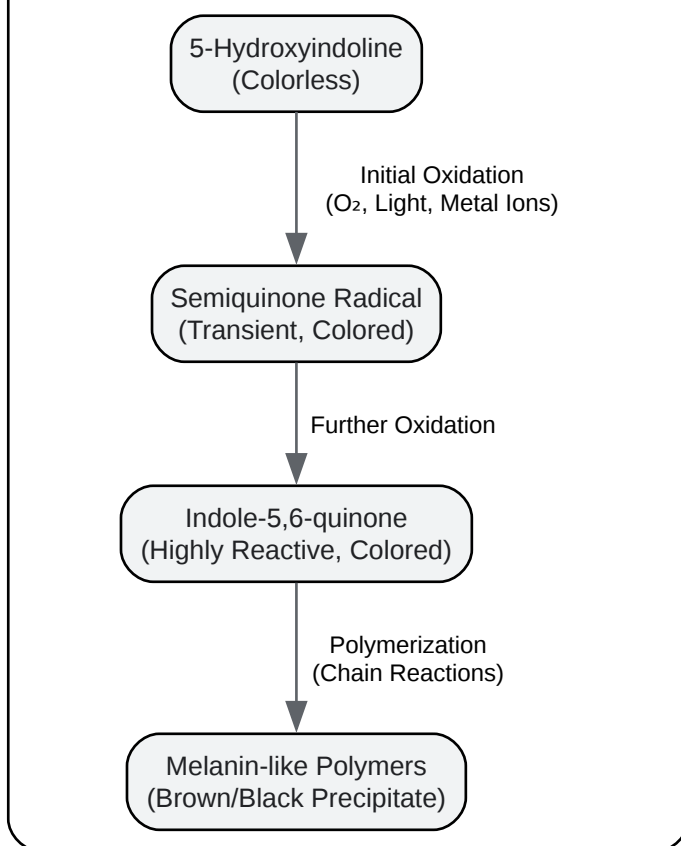 5-Hydroxyindoline
(Colorless)
Initial Oxidation
(O₂, Light, Metal Ions)
Semiquinone Radical
(Transient, Colored)
Further Oxidation
Indole-5,6-quinone
(Highly Reactive, Colored)
Polymerization
(Chain Reactions)
Melanin-like Polymers
(Brown/Black Precipitate)